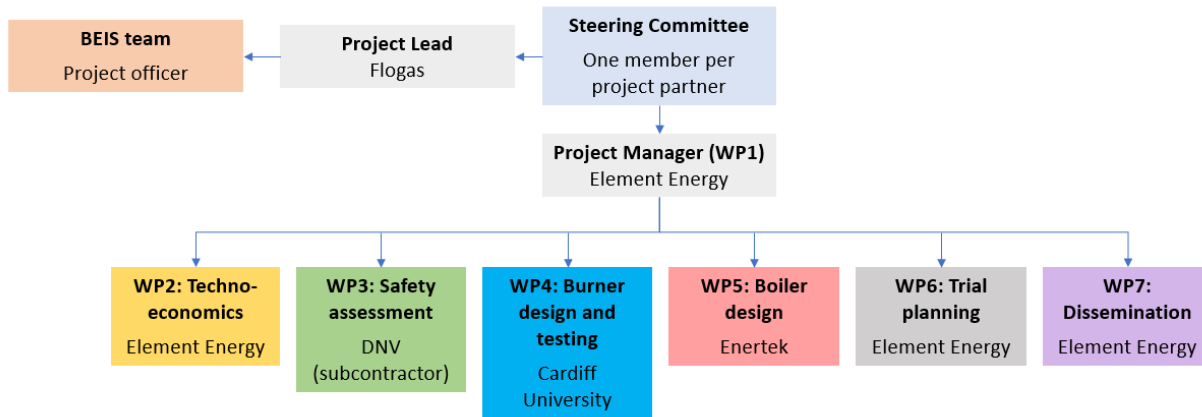 BEIS team
Project officer
Project Lead
Flogas
Steering Committee
One member per
project partner
Project Manager (WP1)
Element Energy
WP2: Techno-
economics
Element Energy
WP3: Safety
assessment
DNV
(subcontractor)
WP4: Burner
design and
testing
Cardiff
University
WP5: Boiler
design
Enertek
WP6: Trial
planning
Element Energy
WP7:
Dissemination
Element Energy